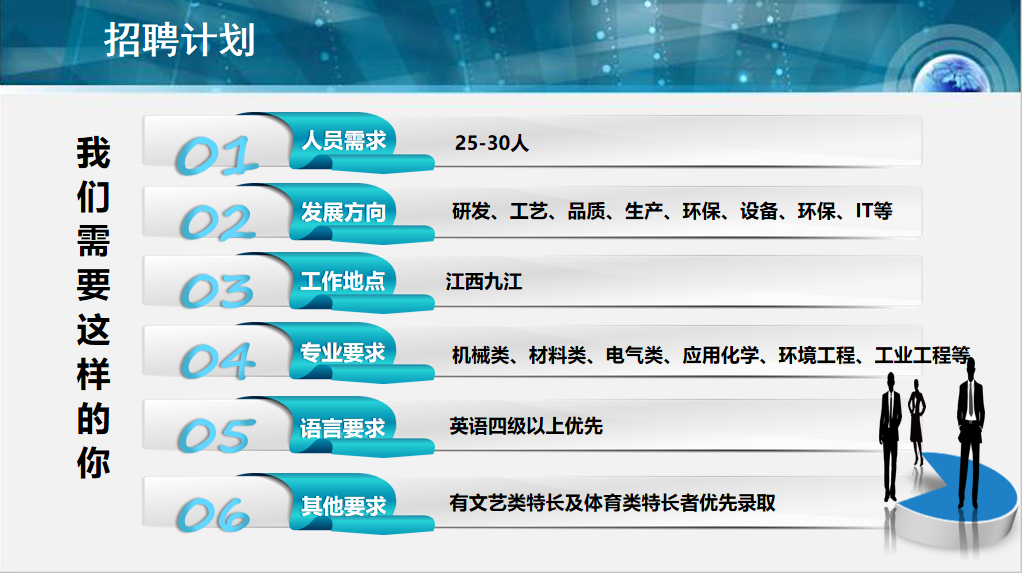 招聘计划
我们需要这样的你
01 人员需求 25-30人
02 发展方向 研发、工艺、品质、生产、环保、设备、环保、IT等
03 工作地点 江西九江
04 专业要求 机械类、材料类、电气类、应用化学、环境工程、工业工程等
05 语言要求 英语四级以上优先
06 其他要求 有文艺类特长及体育类特长者优先录取